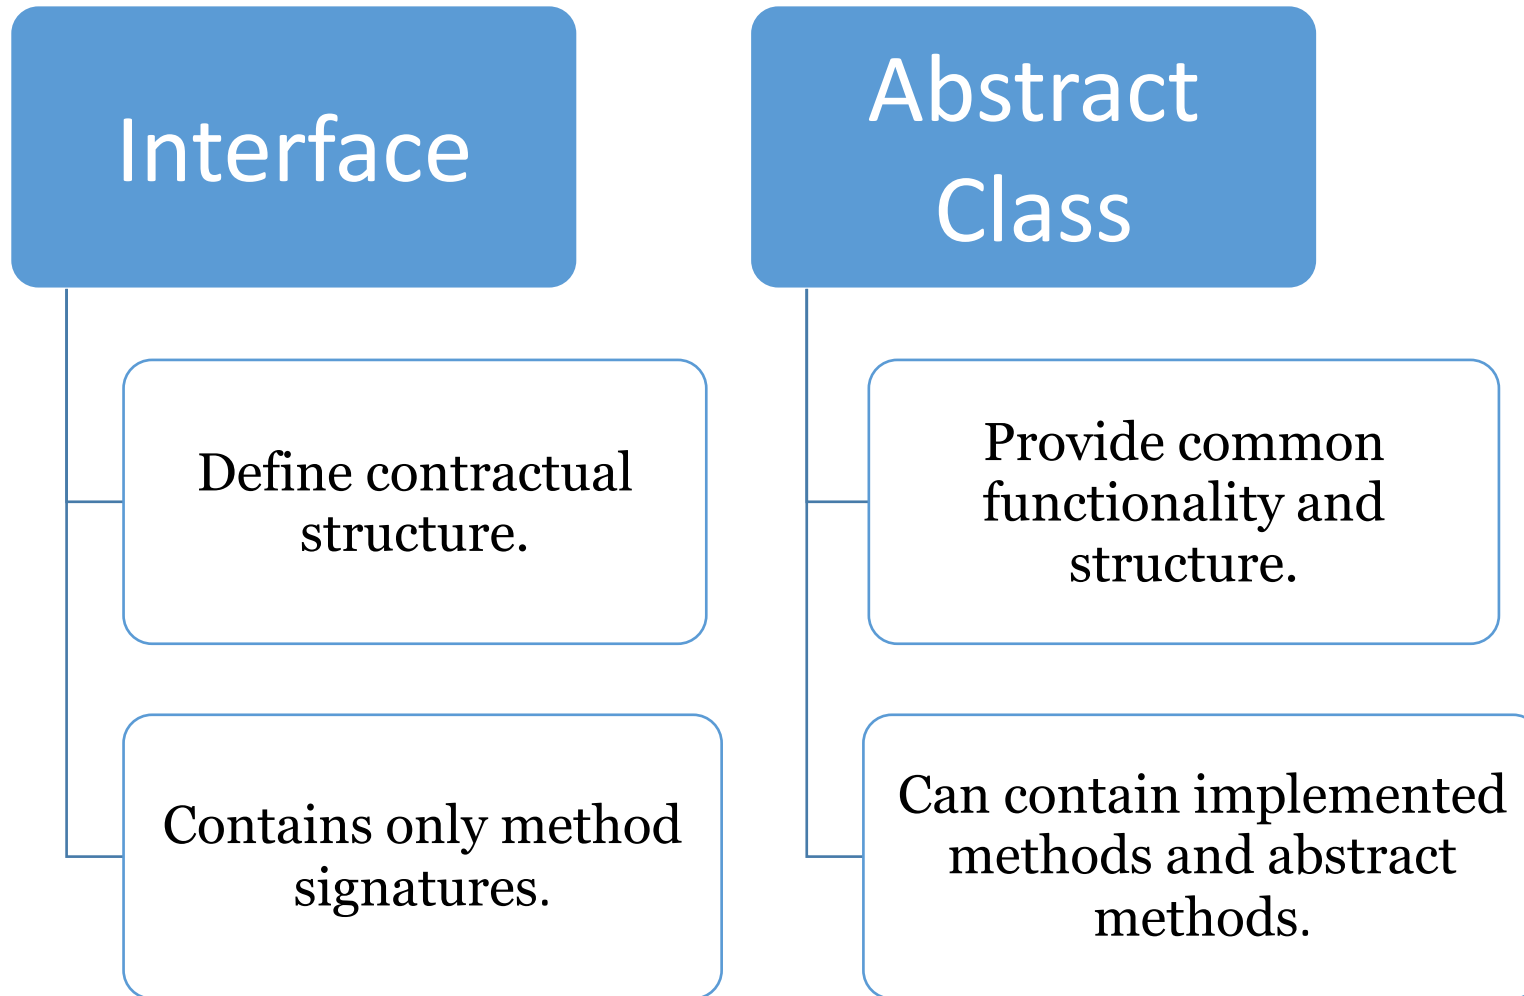 Interface
Define contractual
structure.
Contains only method
signatures.
Abstract
Class
Provide common
functionality and
structure.
Can contain implemented
methods and abstract
methods.